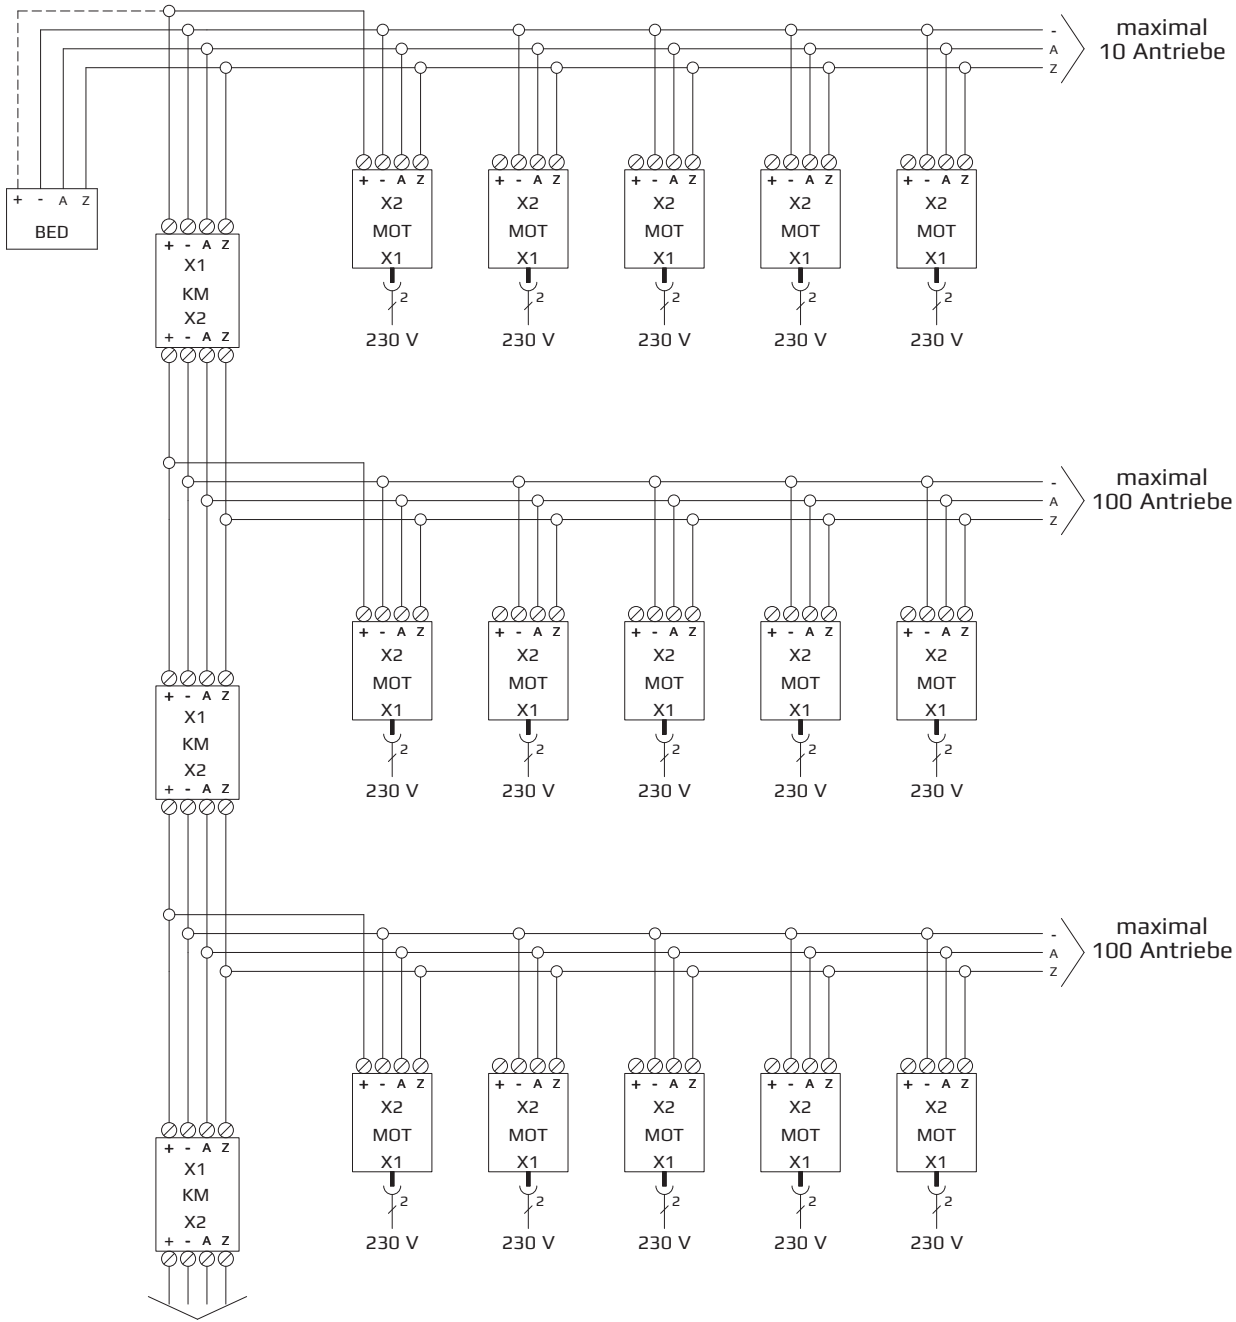 - maximal
A 10 Antriebe
Z
+ - A Z
BED
+ - A Z + - A Z + - A Z + - A Z + - A Z
X2 X2 X2 X2 X2
MOT MOT MOT MOT MOT
X1 X1 X1 X1 X1
2 2 2 2 2
230 V 230 V 230 V 230 V 230 V
+ - A Z
X1
KM
X2
+ - A Z
- maximal
A 100 Antriebe
Z
+ - A Z + - A Z + - A Z + - A Z + - A Z
X2 X2 X2 X2 X2
MOT MOT MOT MOT MOT
X1 X1 X1 X1 X1
2 2 2 2 2
230 V 230 V 230 V 230 V 230 V
+ - A Z
X1
KM
X2
+ - A Z
- maximal
A 100 Antriebe
Z
+ - A Z + - A Z + - A Z + - A Z + - A Z
X2 X2 X2 X2 X2
MOT MOT MOT MOT MOT
X1 X1 X1 X1 X1
2 2 2 2 2
230 V 230 V 230 V 230 V 230 V
+ - A Z
X1
KM
X2
+ - A Z